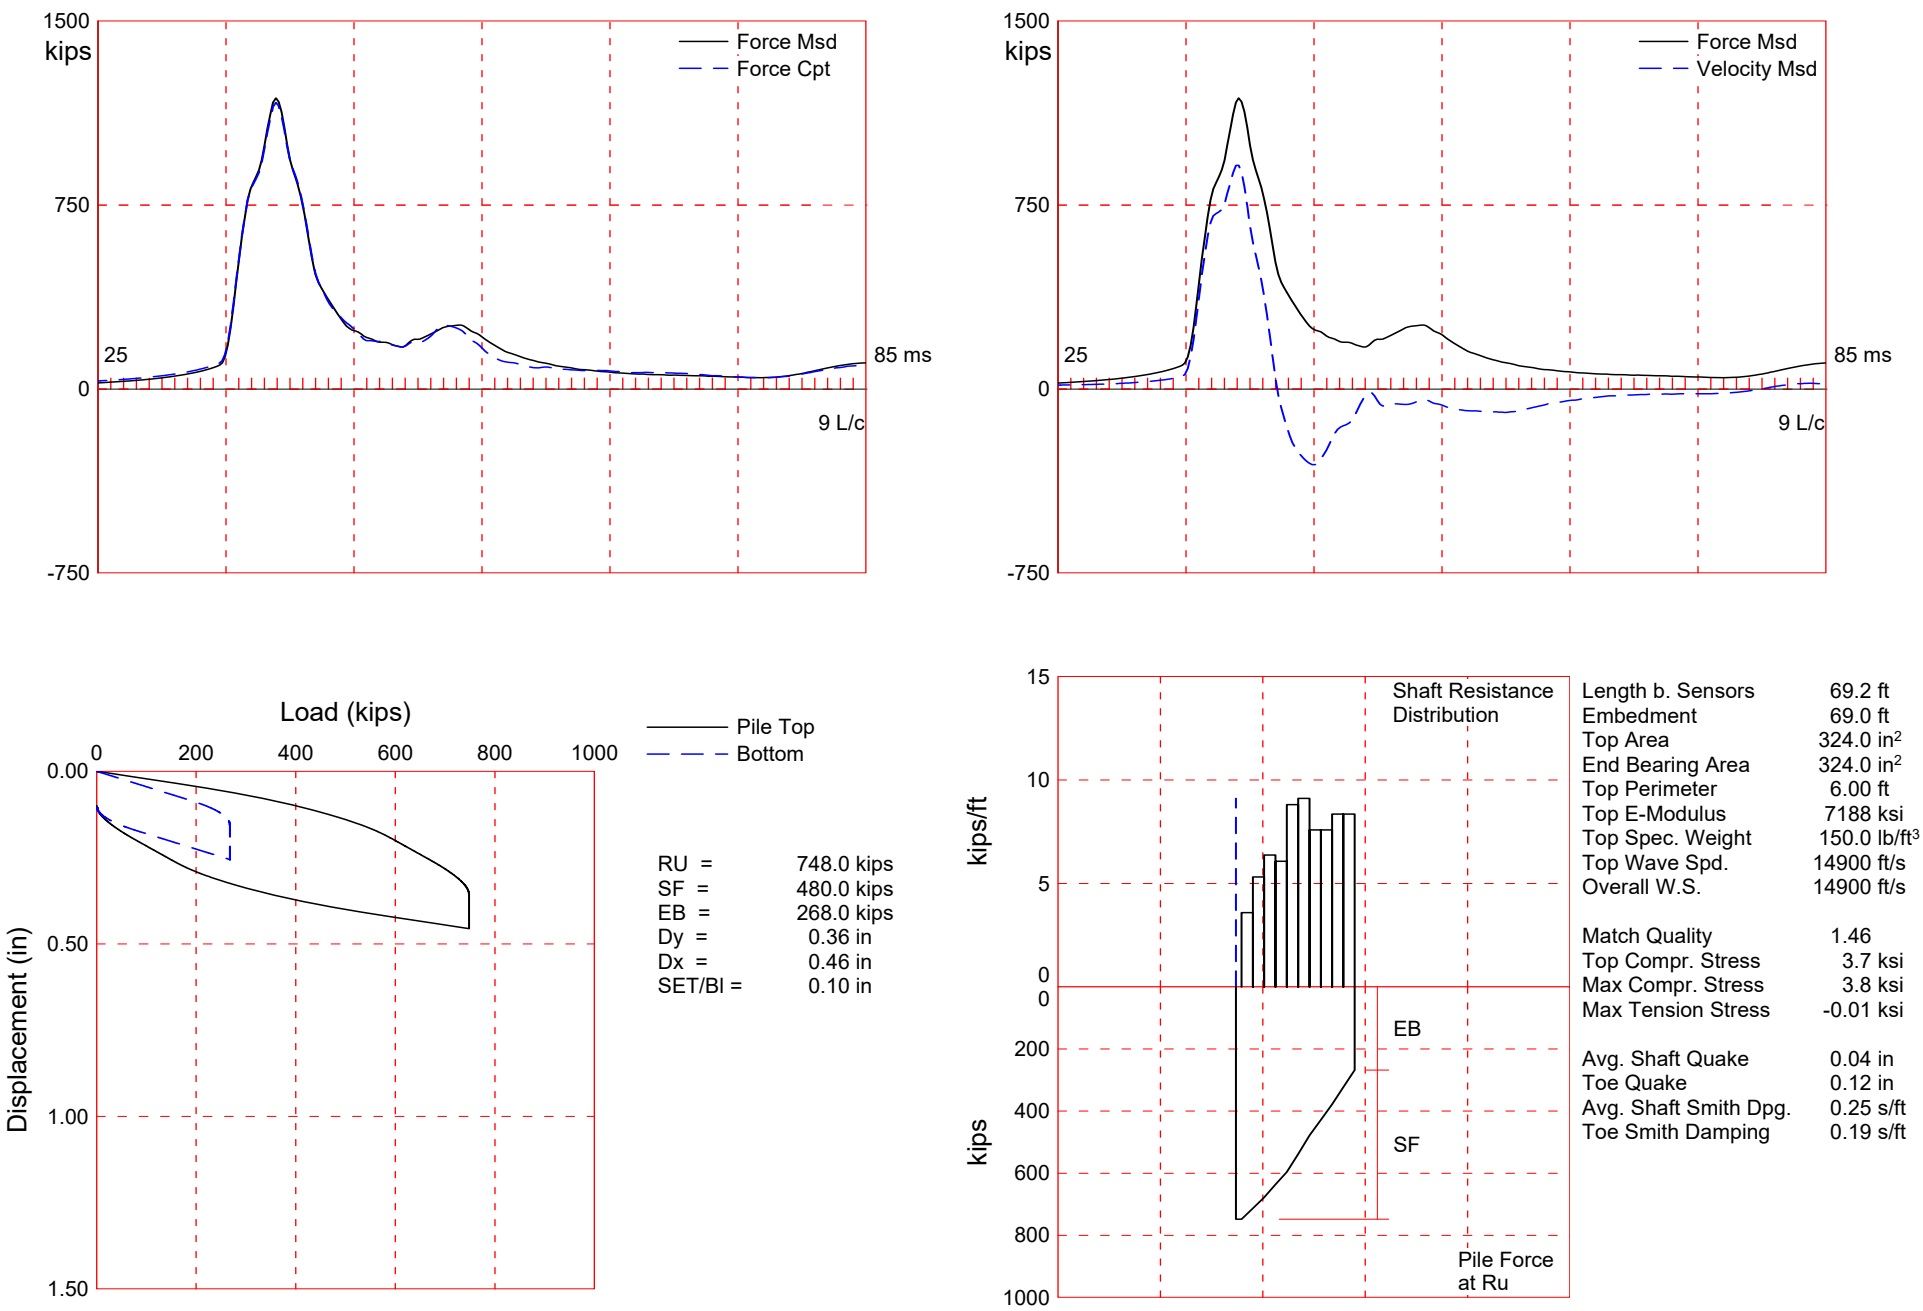 1500
kips
750
0
-750
25
85 ms
9 L/c
Force Msd
Force Cpt
1500
kips
750
0
-750
25
85 ms
9 L/c
Force Msd
Velocity Msd
Load (kips)
0 200 400 600 800 1000
0.00
0.50
1.00
1.50
Displacement (in)
Pile Top
Bottom
RU = 748.0 kips
SF = 480.0 kips
EB = 268.0 kips
Dy = 0.36 in
Dx = 0.46 in
SET/Bl = 0.10 in
15
10
5
0
kips/ft
Shaft Resistance
Distribution
0
200
400
600
800
1000
kips
EB
SF
Pile Force
at Ru
Length b. Sensors 69.2 ft
Embedment 69.0 ft
Top Area 324.0 in²
End Bearing Area 324.0 in²
Top Perimeter 6.00 ft
Top E-Modulus 7188 ksi
Top Spec. Weight 150.0 lb/ft³
Top Wave Spd. 14900 ft/s
Overall W.S. 14900 ft/s
Match Quality 1.46
Top Compr. Stress 3.7 ksi
Max Compr. Stress 3.8 ksi
Max Tension Stress -0.01 ksi
Avg. Shaft Quake 0.04 in
Toe Quake 0.12 in
Avg. Shaft Smith Dpg. 0.25 s/ft
Toe Smith Damping 0.19 s/ft